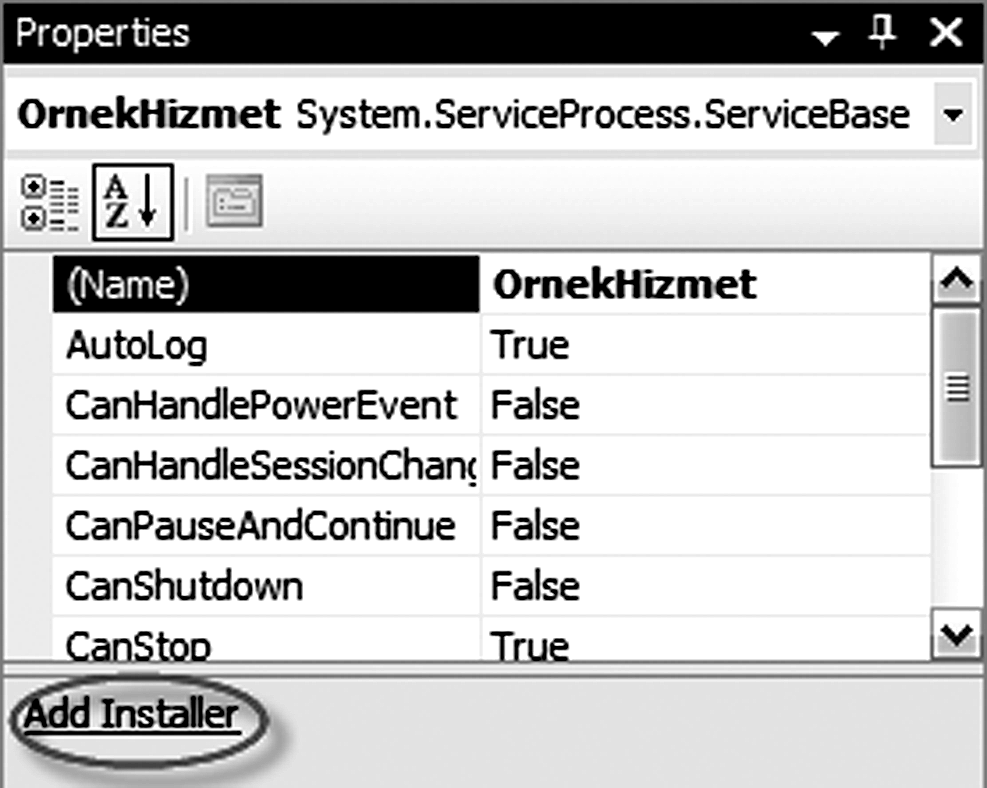 Properties
OrnekHizmet System.ServiceProcess.ServiceBase
(Name) OrnekHizmet
AutoLog True
CanHandlePowerEvent False
CanHandleSessionChang False
CanPauseAndContinue False
CanShutdown False
CanStop True
Add Installer